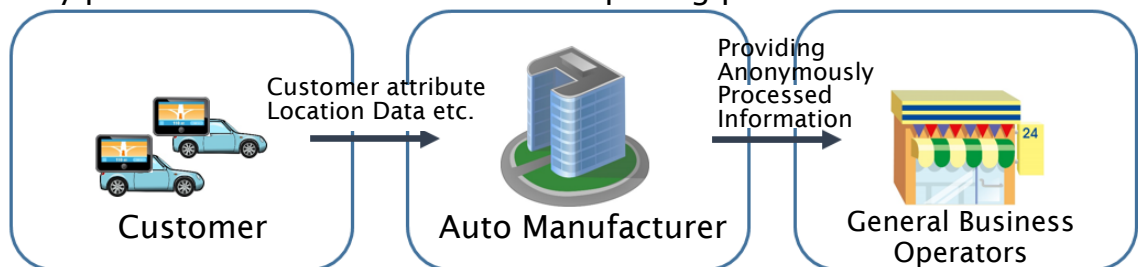 Customer attribute
Location Data etc.
Providing
Anonymously
Processed
Information
24
Customer
Auto Manufacturer
General Business
Operators